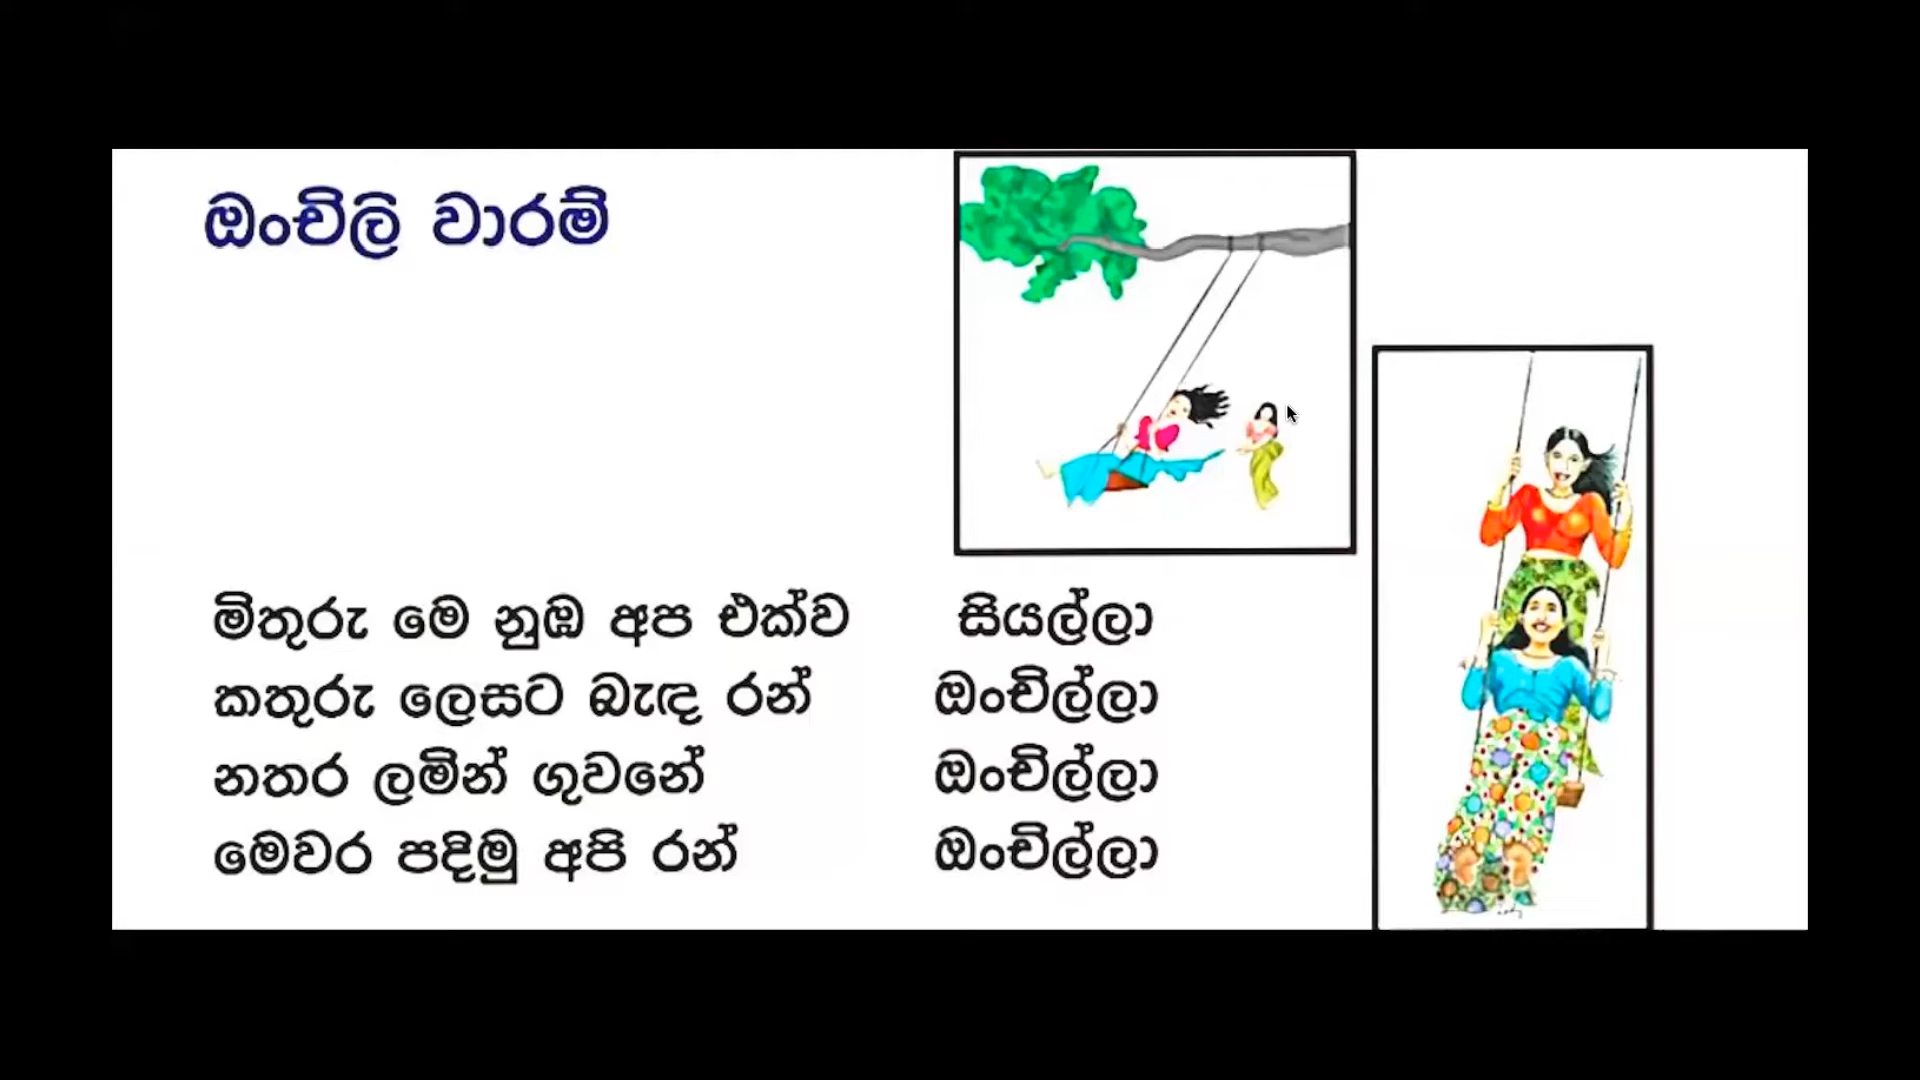 ඔංචිලි වාරම්
මිතුරු මෙ නුඹ අප එක්ව සියල්ලා
කතුරු ලෙසට බැඳ රන් ඔංචිල්ලා
නතර ලමින් ගුවනේ ඔංචිල්ලා
මෙවර පදිමු අපි රන් ඔංචිල්ලා